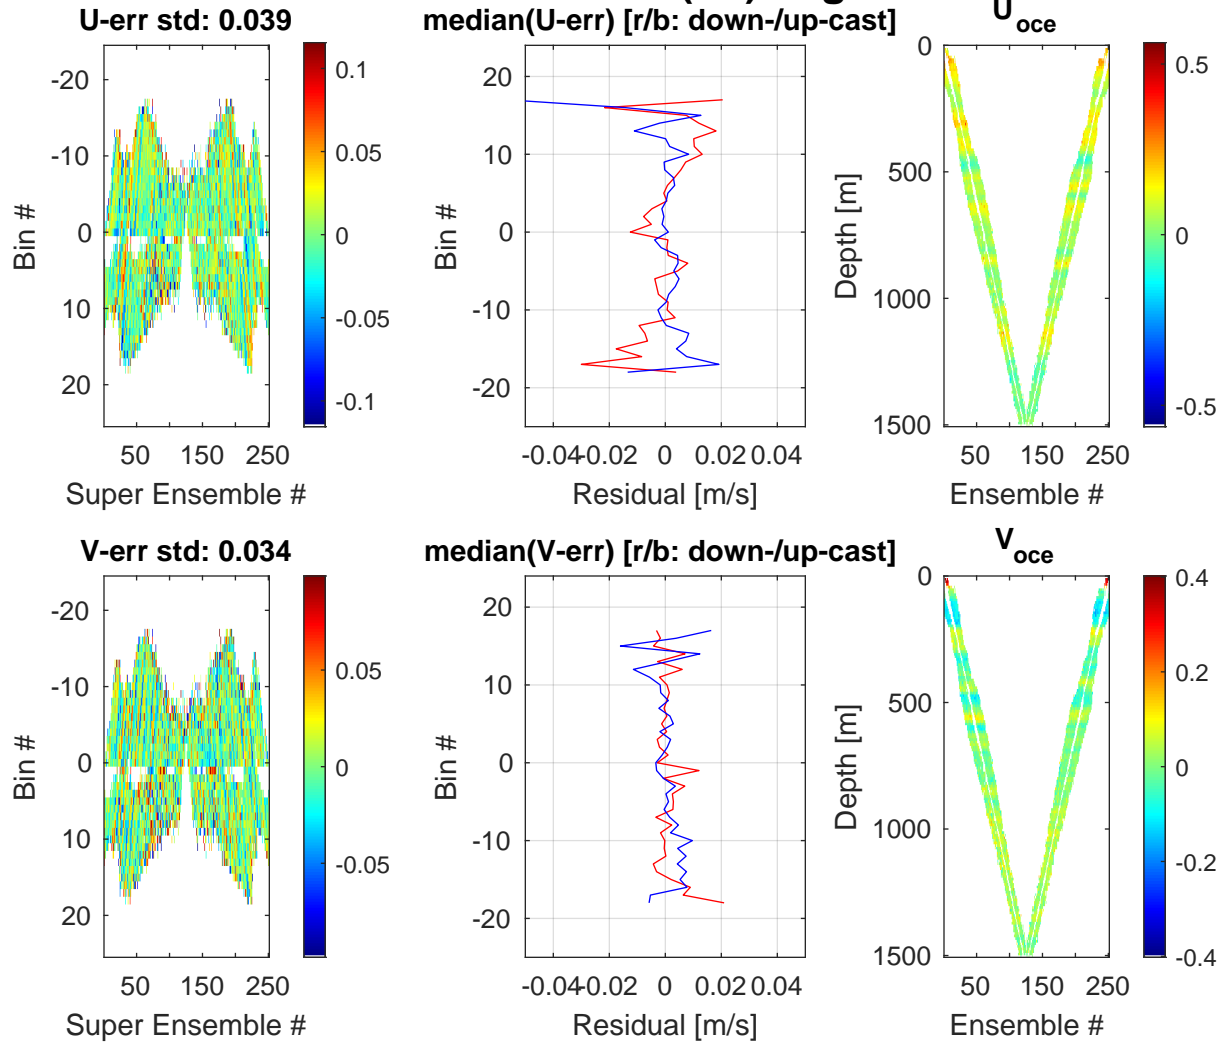 U-err std: 0.039
median(U-err) [r/b: down-/up-cast]
U oce
-20
-10
0
10
20
Bin #
50 150 250
Super Ensemble #
0.1
0.05
0
-0.05
-0.1
20
10
0
-10
-20
Bin #
-0.04 -0.02 0 0.02 0.04
Residual [m/s]
0
500
1000
1500
Depth [m]
50 150 250
Ensemble #
0.5
0
-0.5
V-err std: 0.034
median(V-err) [r/b: down-/up-cast]
V oce
-20
-10
0
10
20
Bin #
50 150 250
Super Ensemble #
0.05
0
-0.05
20
10
0
-10
-20
Bin #
-0.04 -0.02 0 0.02 0.04
Residual [m/s]
0
500
1000
1500
Depth [m]
50 150 250
Ensemble #
0.4
0.2
0
-0.2
-0.4